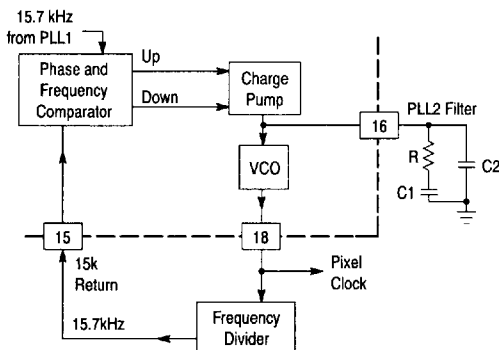 15.7 kHz
from PLL1
Phase and
Frequency
Comparator
Up
Down
Charge
Pump
16
PLL2 Filter
R
C1
C2
VCO
15
18
15k
Return
Pixel
Clock
15.7kHz
Frequency
Divider